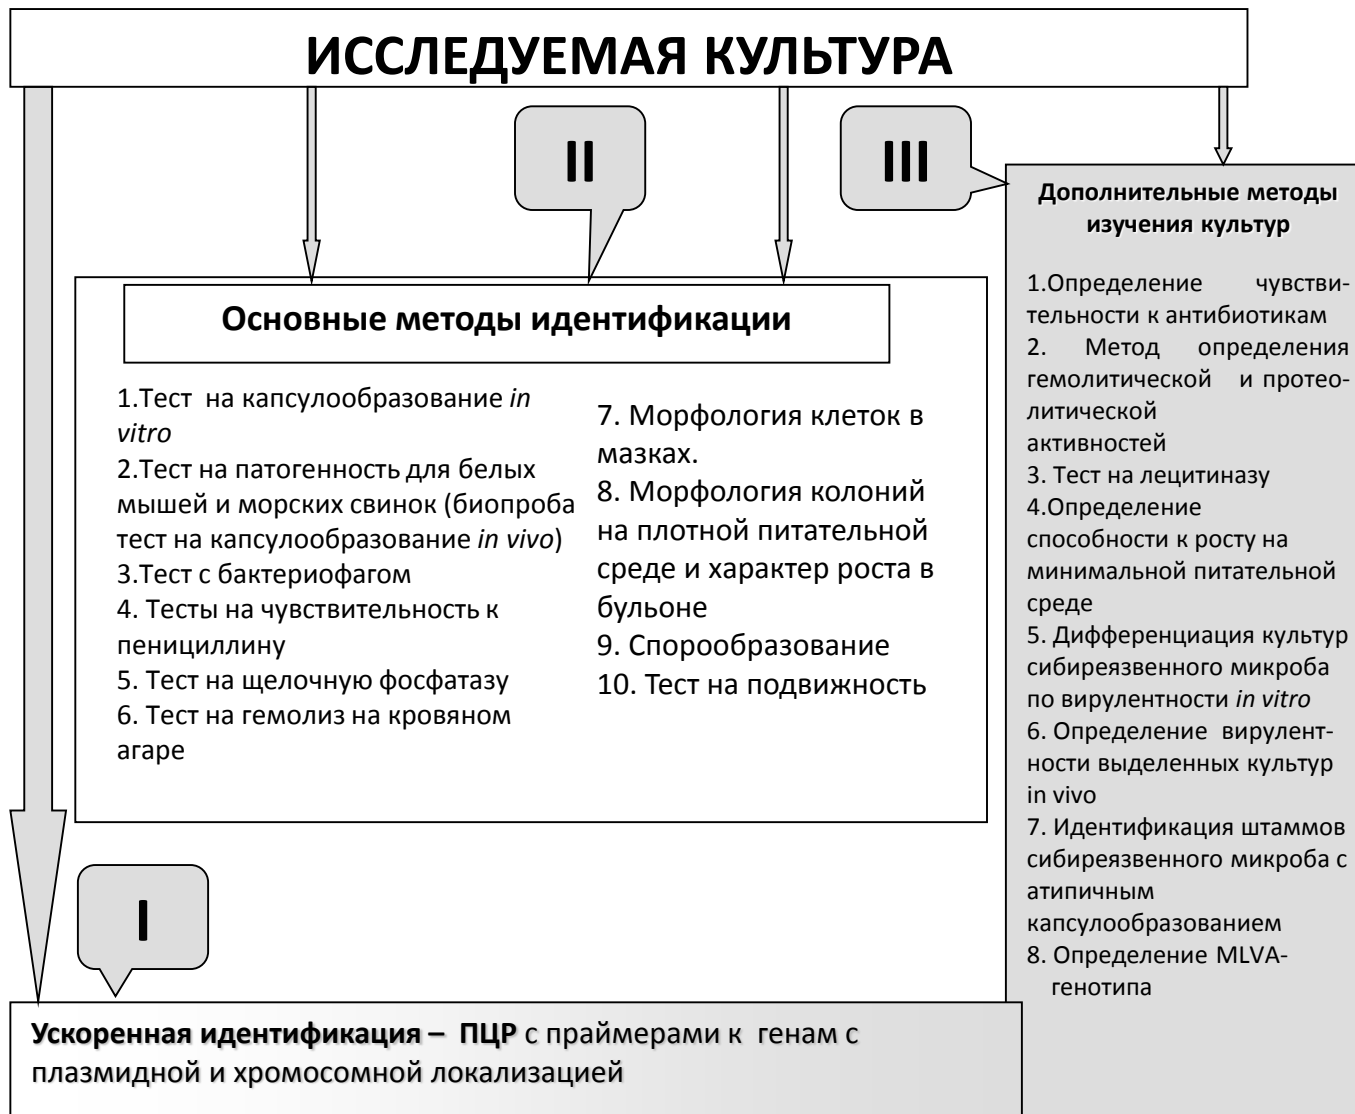 ИССЛЕДУЕМАЯ КУЛЬТУРА
II
III
Основные методы идентификации
1.Тест на капсулообразование in
vitro
2.Тест на патогенность для белых
мышей и морских свинок (биопроба
тест на капсулообразование in vivo)
3.Тест с бактериофагом
4. Тесты на чувствительность к
пенициллину
5. Тест на щелочную фосфатазу
6. Тест на гемолиз на кровяном
агаре
7. Морфология клеток в
мазках.
8. Морфология колоний
на плотной питательной
среде и характер роста в
бульоне
9. Спорообразование
10. Тест на подвижность
Дополнительные методы
изучения культур
1.Определение чувстви-
тельности к антибиотикам
2. Метод определения
гемолитической и протео-
литической
активностей
3. Тест на лецитиназу
4.Определение
способности к росту на
минимальной питательной
среде
5. Дифференциация культур
сибиреязвенного микроба
по вирулентности in vitro
6. Определение вирулент-
ности выделенных культур
in vivo
7. Идентификация штаммов
сибиреязвенного микроба с
атипичным
капсулообразованием
8. Определение MLVA-
генотипа
I
Ускоренная идентификация – ПЦР с праймерами к генам с
плазмидной и хромосомной локализацией